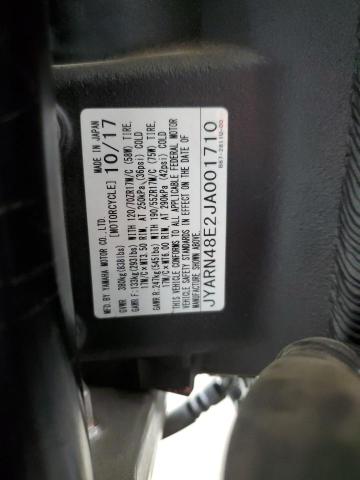 MFD. BY YAMAHA MOTOR CO., LTD. MADE IN JAPAN
[MOTORCYCLE] 10/17
GVWR 380kg(838lbs)
GAWR.F:133kg(293lbs) WITH 120/70ZR17M/C (58W) TIRE,
17M/C×MT3.50 RIM, AT 250kPa (36psi) COLD
GAWR.R:247kg(545lbs) WITH 190/55ZR17M/C (75W) TIRE,
17M/C×MT6.00 RIM, AT 290kPa (42psi) COLD
THIS VEHICLE CONFORMS TO ALL APPLICABLE FEDERAL MOTOR
VEHICLE SAFETY STANDARDS IN EFFECT ON THE DATE OF
MANUFACTURE SHOWN ABOVE.
JYARN48E2JA001710
B67-2811U-00